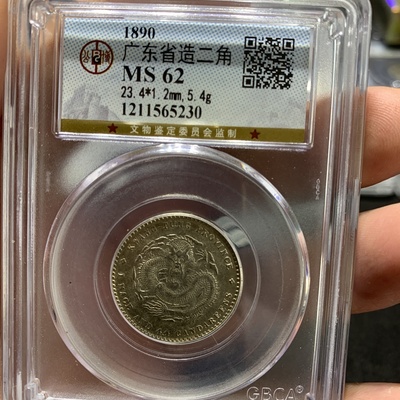 1890
广东省造二角
MS 62
23.4*1.2mm,5.4g
1211565230
文物鉴定委员会监制
GBCA®